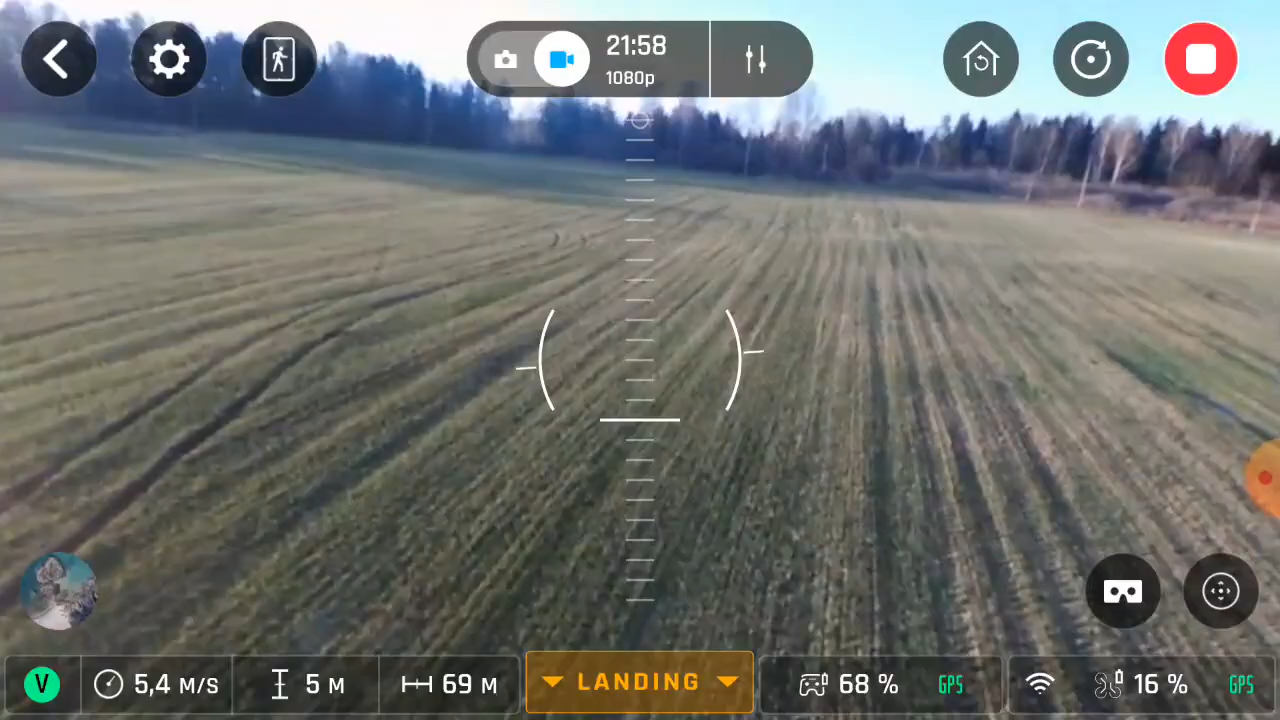 21:58
1080p
V
5,4 M/S
5 M
69 M
LANDING
68 %
GPS
16 %
GPS